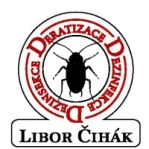 DEZINSEKCE DERATIZACE DEZINFEKCE
LIBOR ČIHÁK